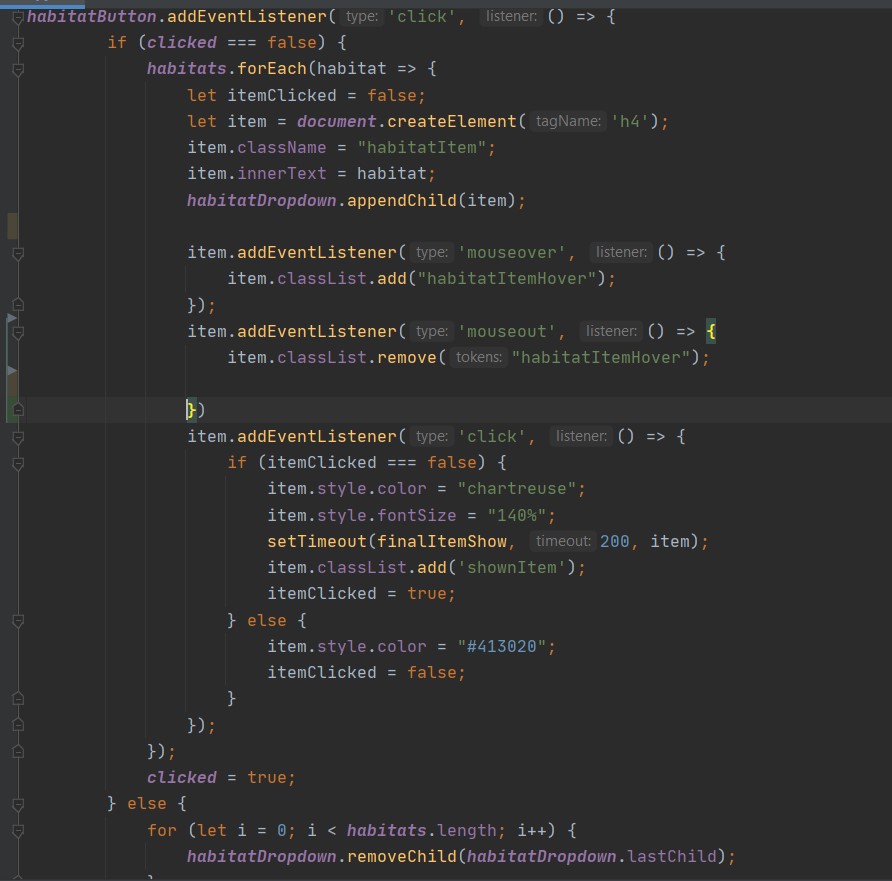 habitatButton.addEventListener( type: 'click', listener: () => {
if (clicked === false) {
habitats.forEach(habitat => {
let itemClicked = false;
let item = document.createElement( tagName: 'h4');
item.className = "habitatItem";
item.innerText = habitat;
habitatDropdown.appendChild(item);
item.addEventListener( type: 'mouseover', listener: () => {
item.classList.add("habitatItemHover");
});
item.addEventListener( type: 'mouseout', listener: () => {
item.classList.remove( tokens: "habitatItemHover");
})
item.addEventListener( type: 'click', listener: () => {
if (itemClicked === false) {
item.style.color = "chartreuse";
item.style.fontSize = "140%";
setTimeout(finalItemShow, timeout: 200, item);
item.classList.add('shownItem');
itemClicked = true;
} else {
item.style.color = "#413020";
itemClicked = false;
}
});
});
clicked = true;
} else {
for (let i = 0; i < habitats.length; i++) {
habitatDropdown.removeChild(habitatDropdown.lastChild);